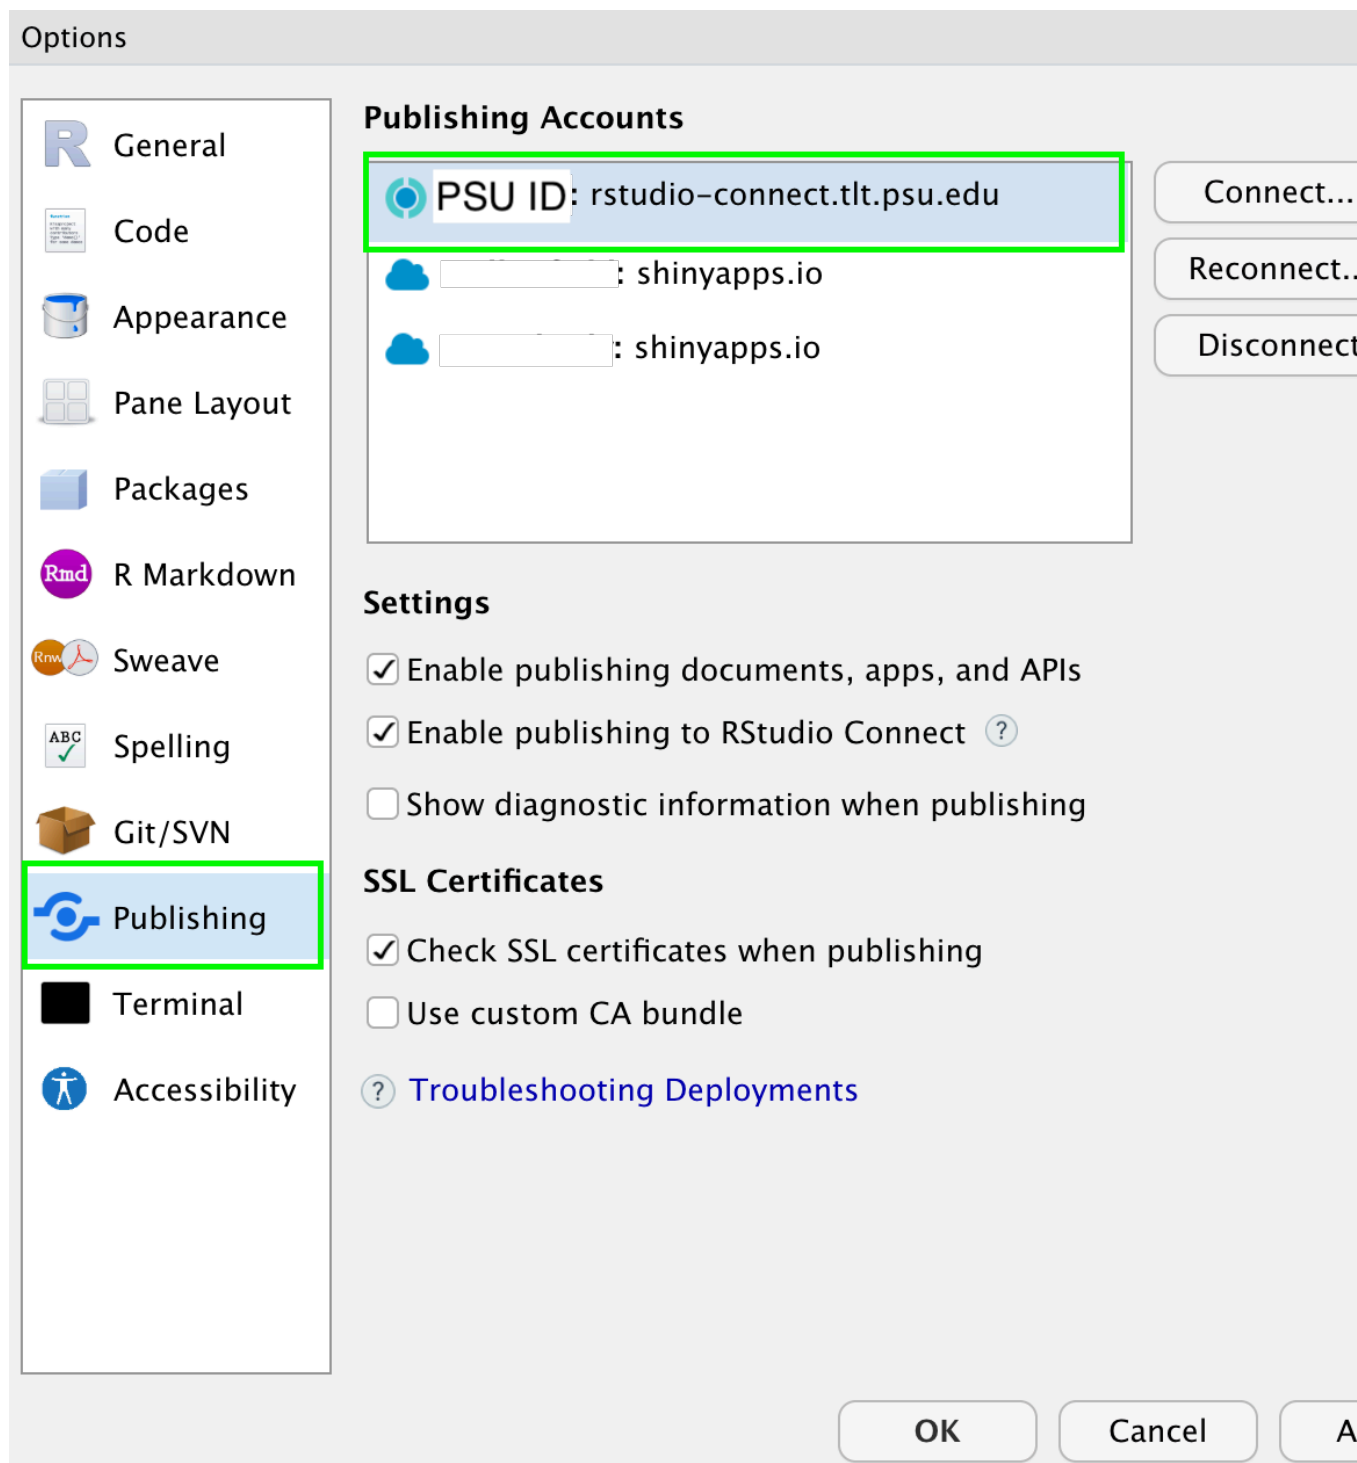 Options
General
Code
Appearance
Pane Layout
Packages
Rmd
R Markdown
Rnw
Sweave
ABC
Spelling
Git/SVN
Publishing
Terminal
Accessibility
Publishing Accounts
PSU ID: rstudio-connect.tlt.psu.edu
: shinyapps.io
: shinyapps.io
Connect...
Reconnect..
Disconnect
Settings
Enable publishing documents, apps, and APIs
Enable publishing to RStudio Connect ?
Show diagnostic information when publishing
SSL Certificates
Check SSL certificates when publishing
Use custom CA bundle
? Troubleshooting Deployments
OK
Cancel
A